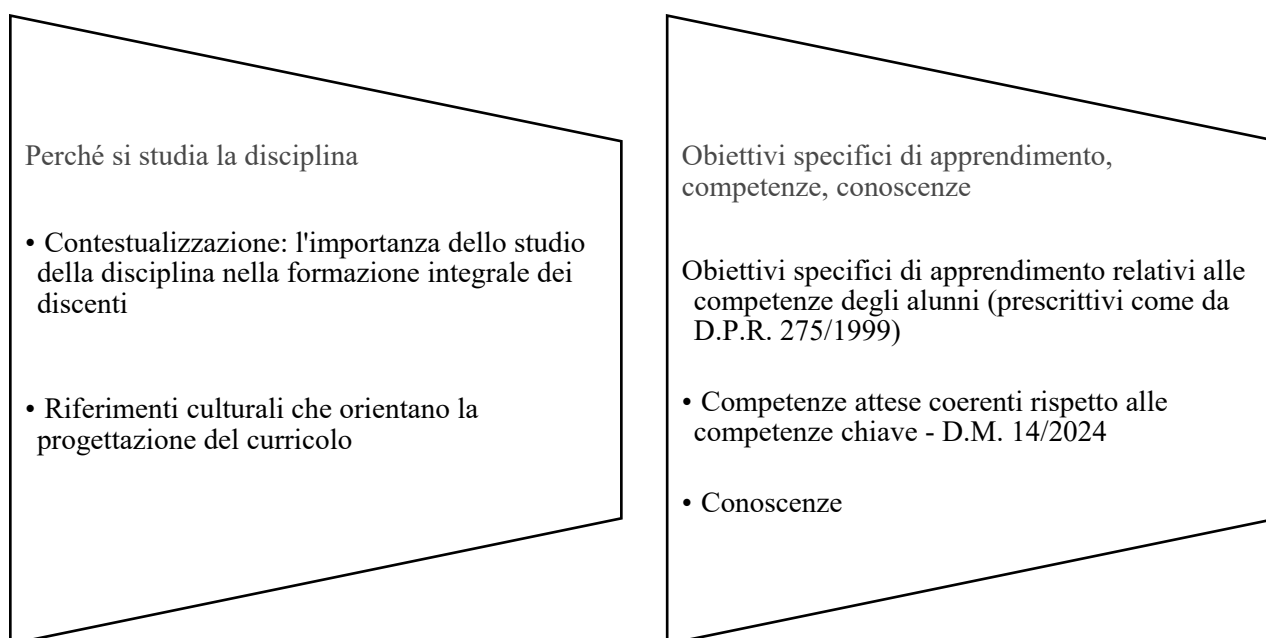 Perché si studia la disciplina
• Contestualizzazione: l'importanza dello studio
della disciplina nella formazione integrale dei
discenti
• Riferimenti culturali che orientano la
progettazione del curricolo
Obiettivi specifici di apprendimento,
competenze, conoscenze
Obiettivi specifici di apprendimento relativi alle
competenze degli alunni (prescrittivi come da
D.P.R. 275/1999)
• Competenze attese coerenti rispetto alle
competenze chiave - D.M. 14/2024
• Conoscenze